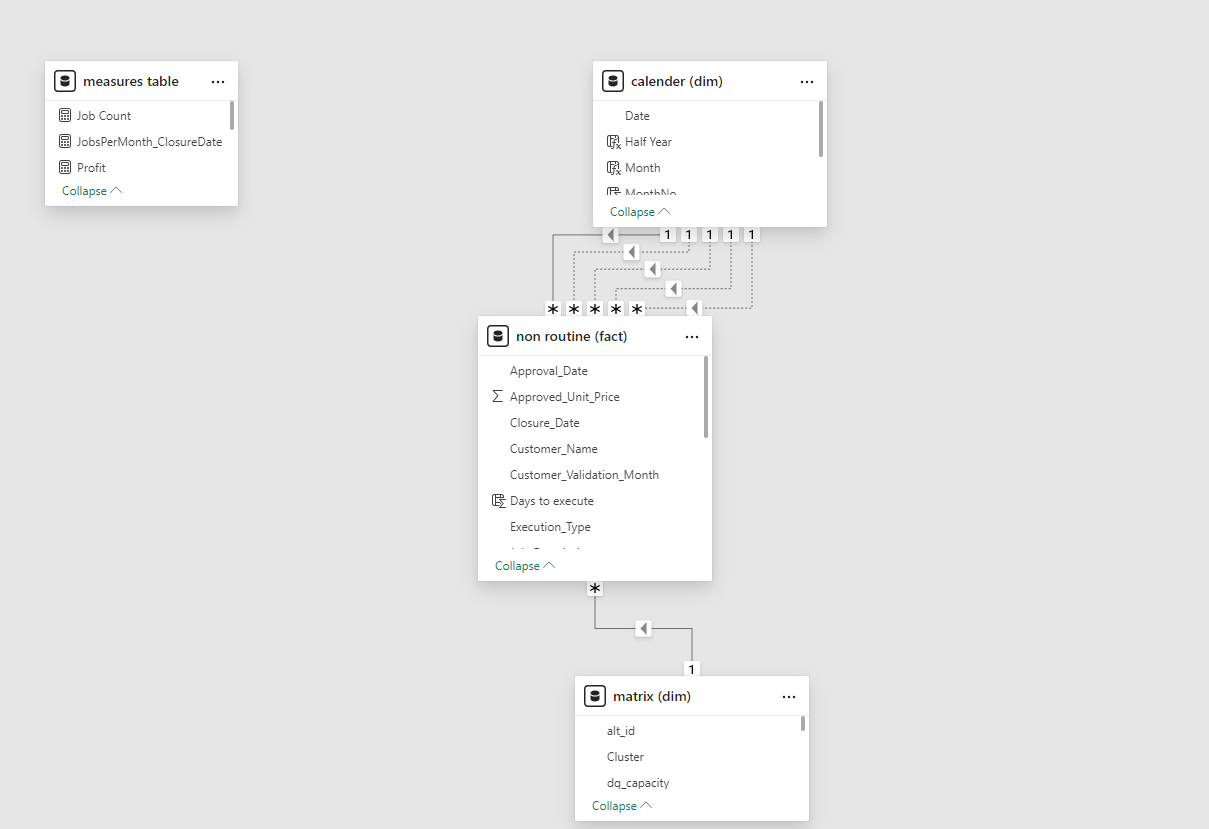 measures table
Job Count
JobsPerMonth_ClosureDate
Profit
Collapse
calender (dim)
Date
Half Year
Month
MonthNo
Collapse
1 1 1 1 1
* * * * *
non routine (fact)
Approval_Date
Approved_Unit_Price
Closure_Date
Customer_Name
Customer_Validation_Month
Days to execute
Execution_Type
Collapse
*
1
matrix (dim)
alt_id
Cluster
dq_capacity
Collapse